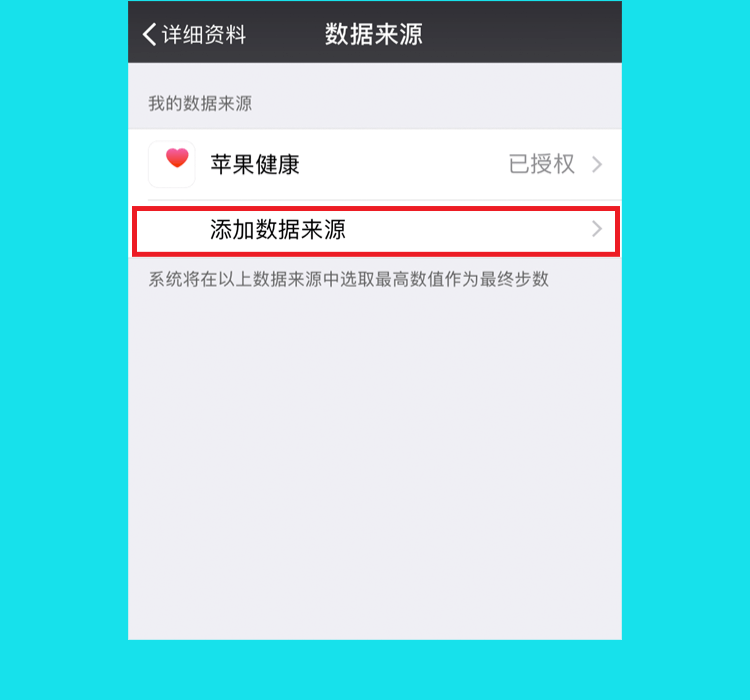 详细资料 数据来源
我的数据来源
苹果健康 已授权
添加数据来源
系统将在以上数据来源中选取最高数值作为最终步数